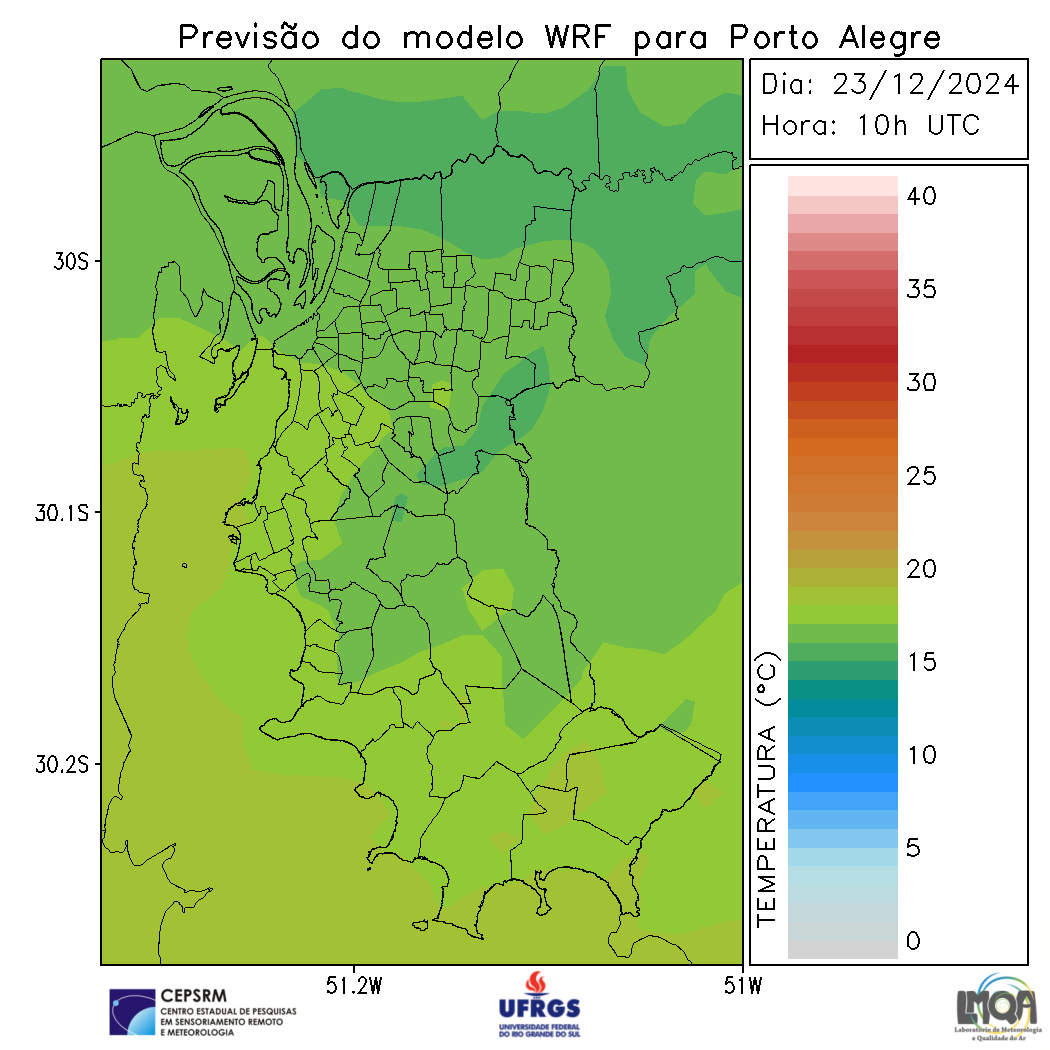 Previsão do modelo WRF para Porto Alegre
Dia: 23/12/2024
Hora: 10h UTC
40
35
30
25
20
15
10
5
0
TEMPERATURA (°C)
30S
30.1S
30.2S
51.2W
51W
CEPSRM
CENTRO ESTADUAL DE PESQUISAS
EM SENSORIAMENTO REMOTO
E METEOROLOGIA
UFRGS
UNIVERSIDADE FEDERAL
DO RIO GRANDE DO SUL
LMQA
Laboratório de Meteorologia
e Qualidade do Ar